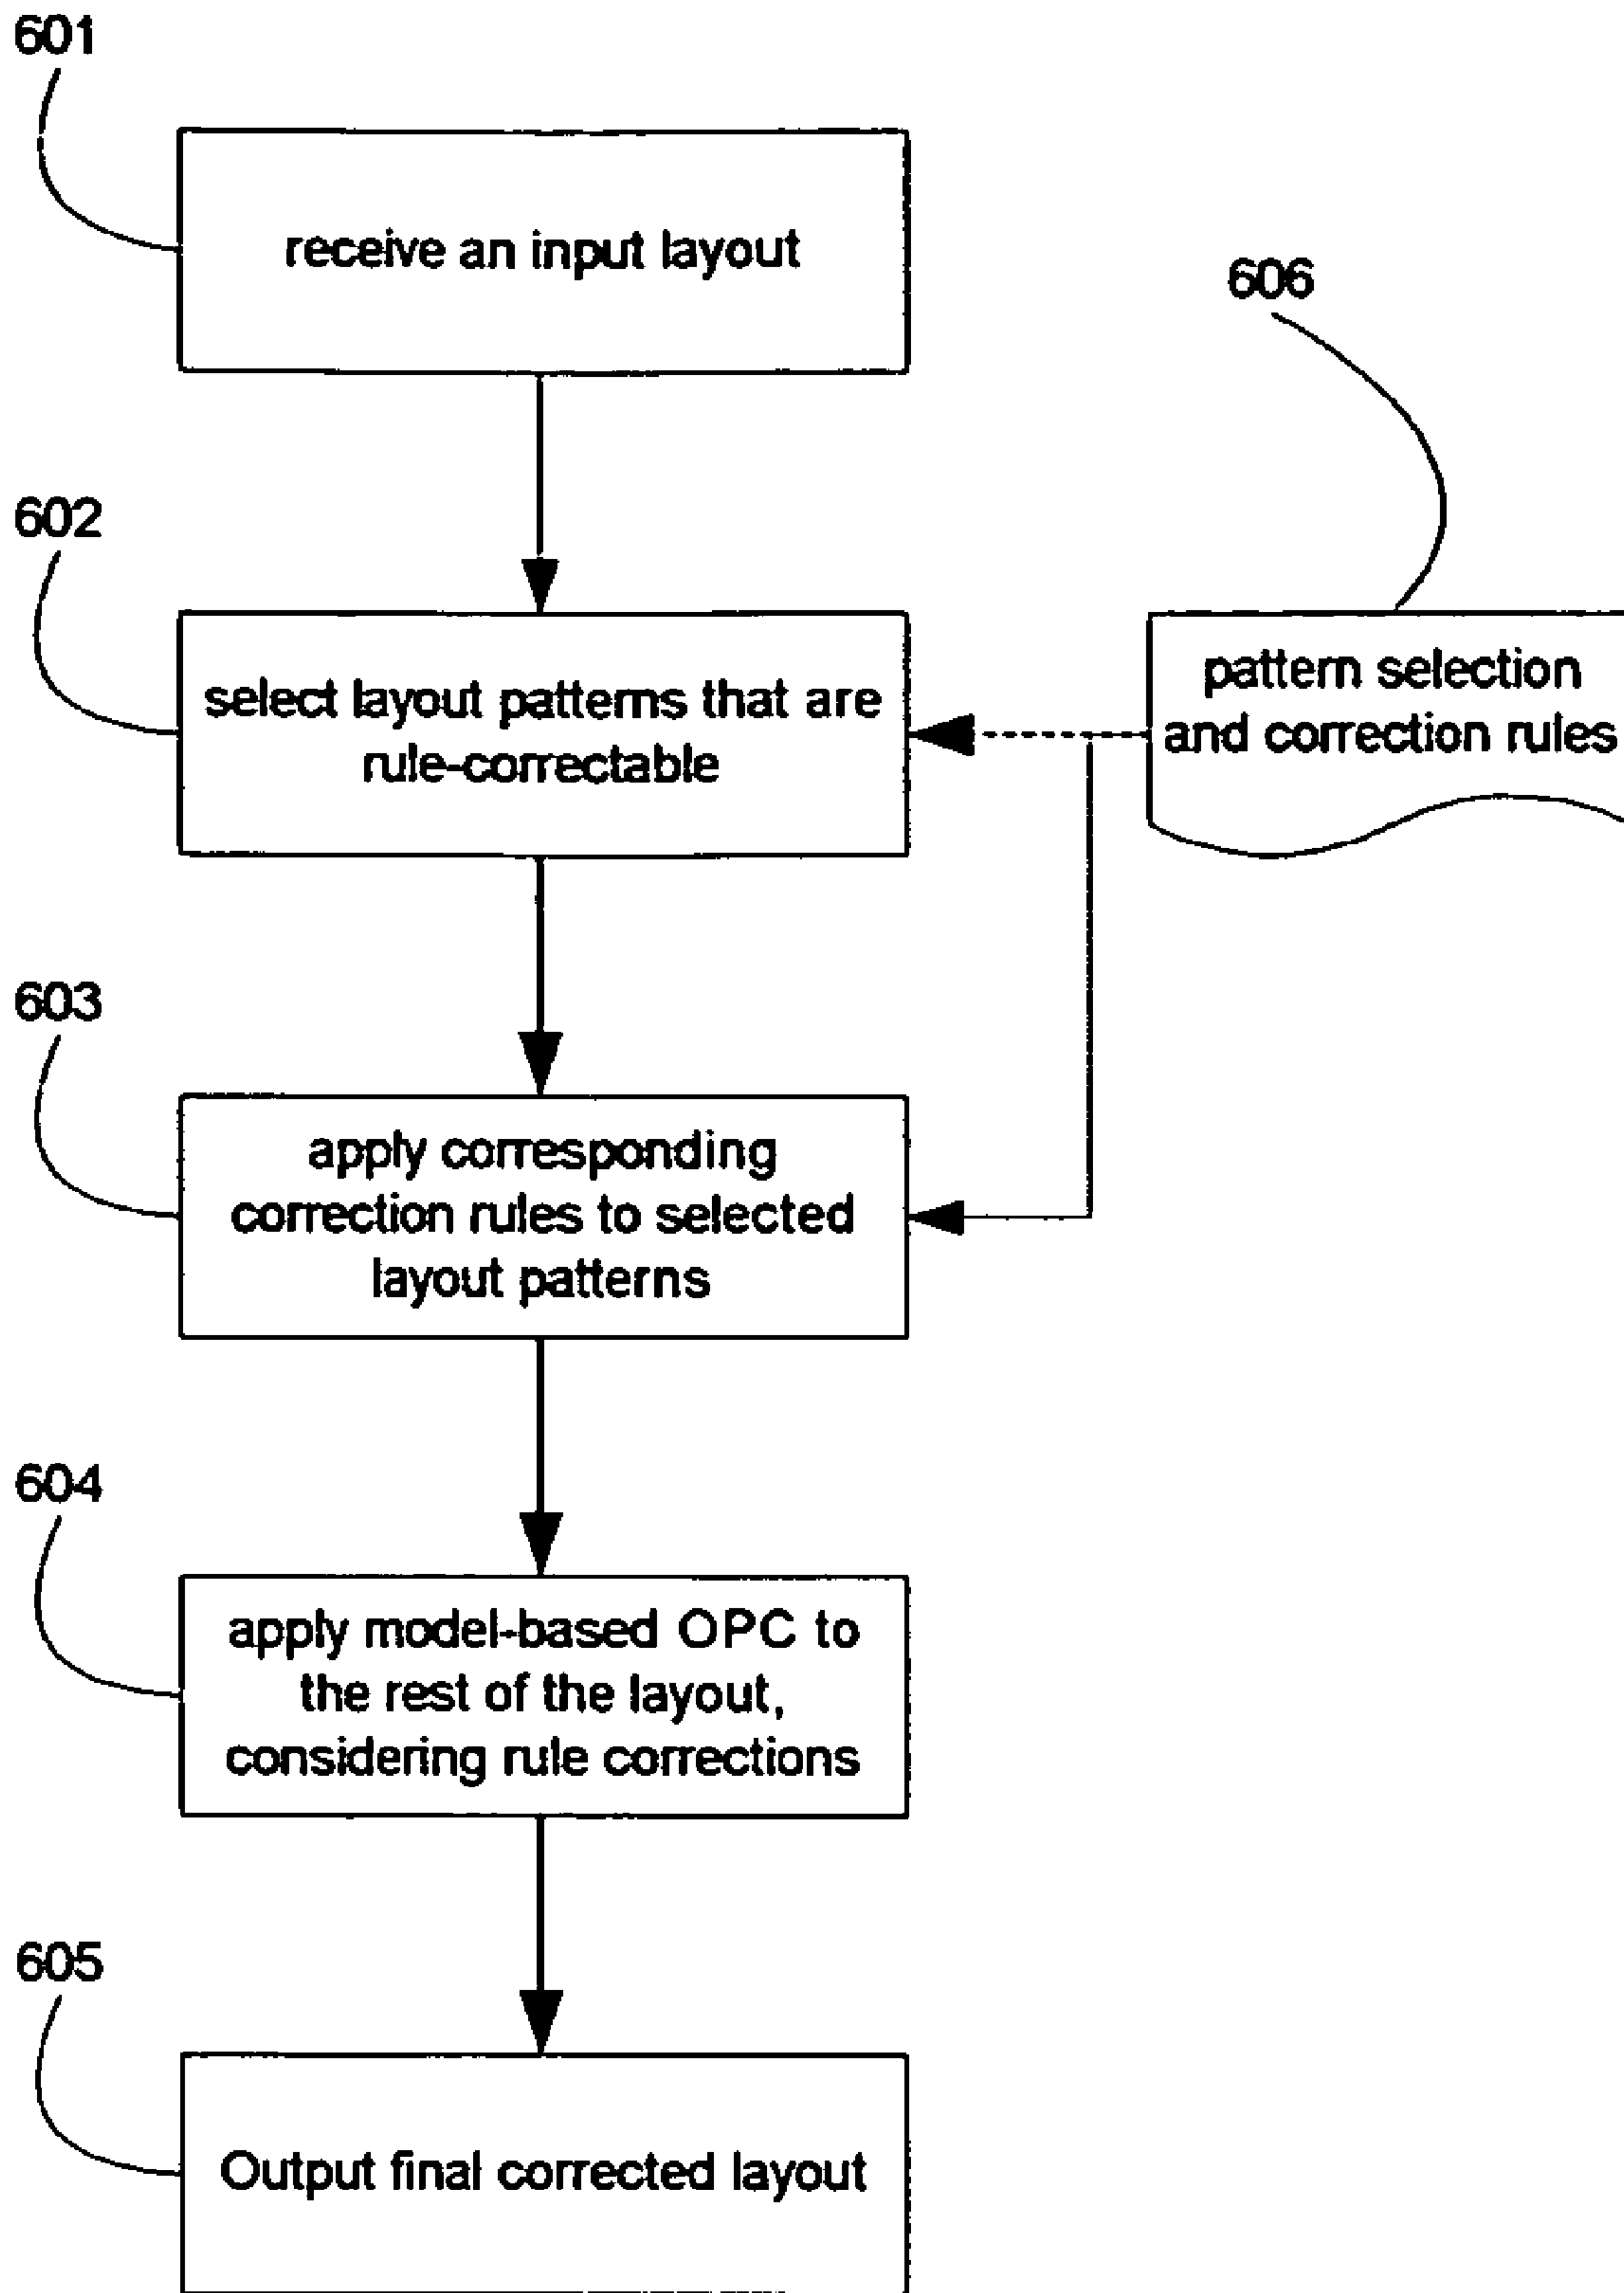 601
receive an input layout
606
602
select layout patterns that are
rule-correctable
pattern selection
and correction rules
603
apply corresponding
correction rules to selected
layout patterns
604
apply model-based OPC to
the rest of the layout,
considering rule corrections
605
Output final corrected layout